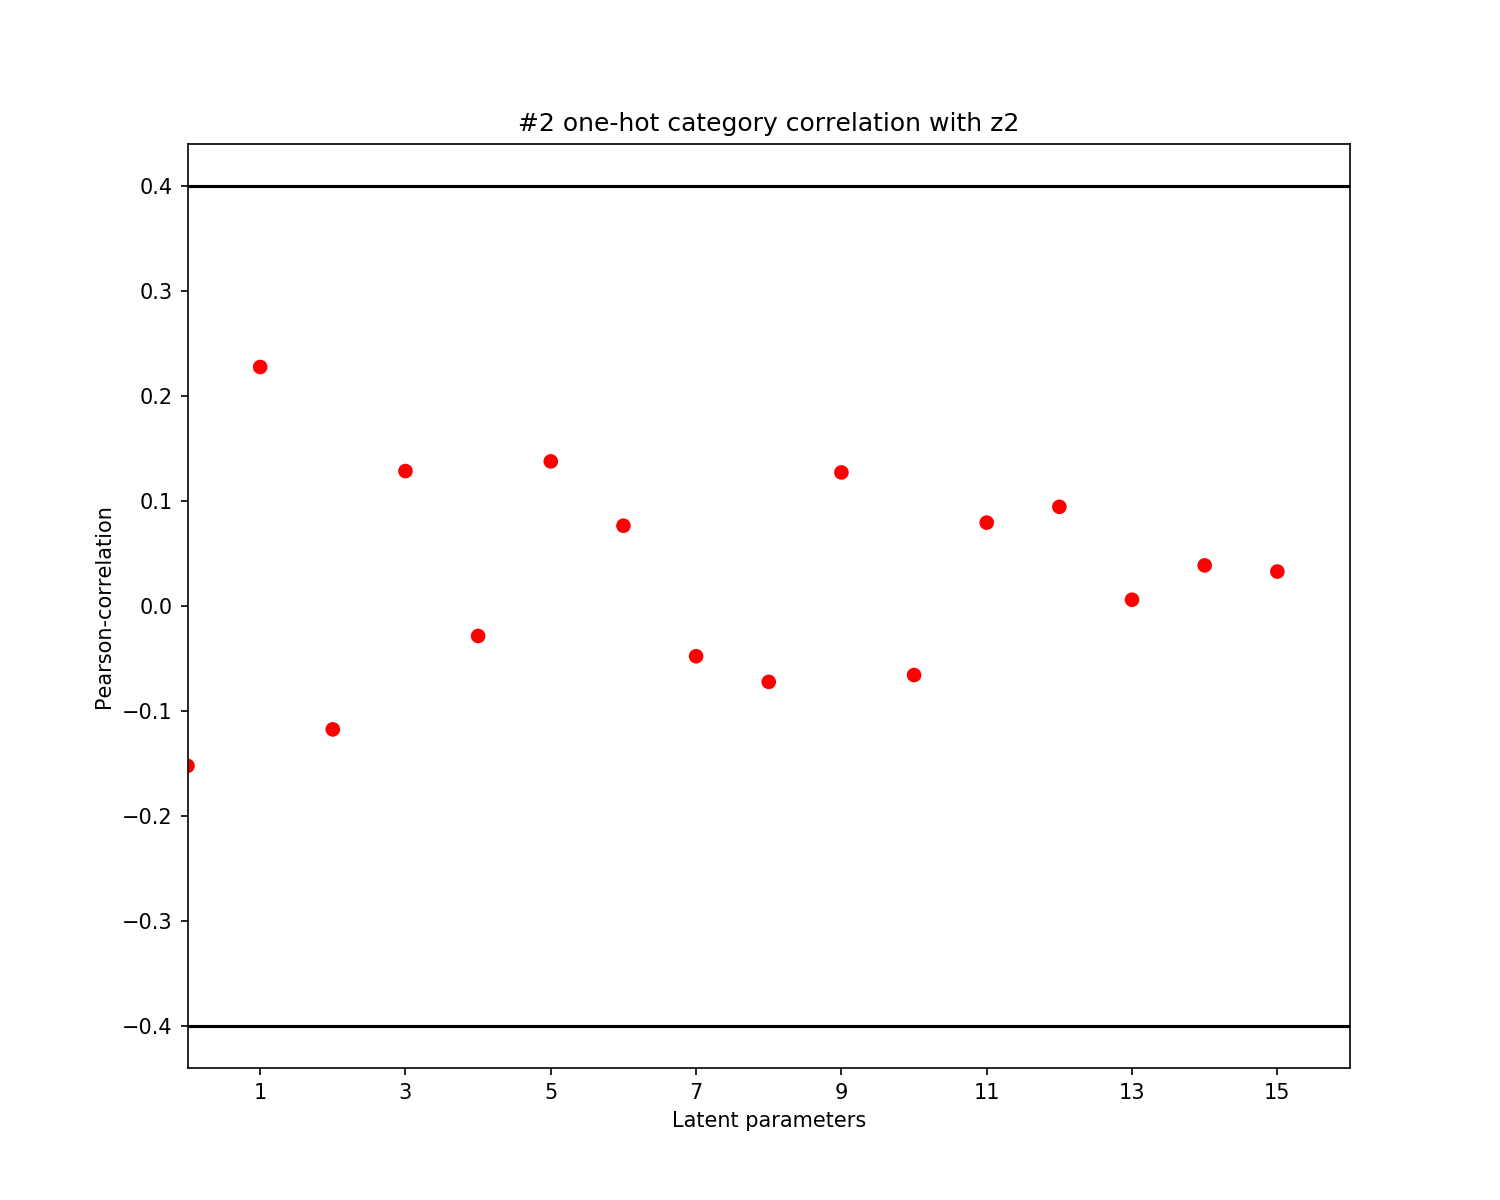 #2 one-hot category correlation with z2
0.4
0.3
0.2
0.1
0.0
−0.1
−0.2
−0.3
−0.4
Pearson-correlation
1 3 5 7 9 11 13 15
Latent parameters